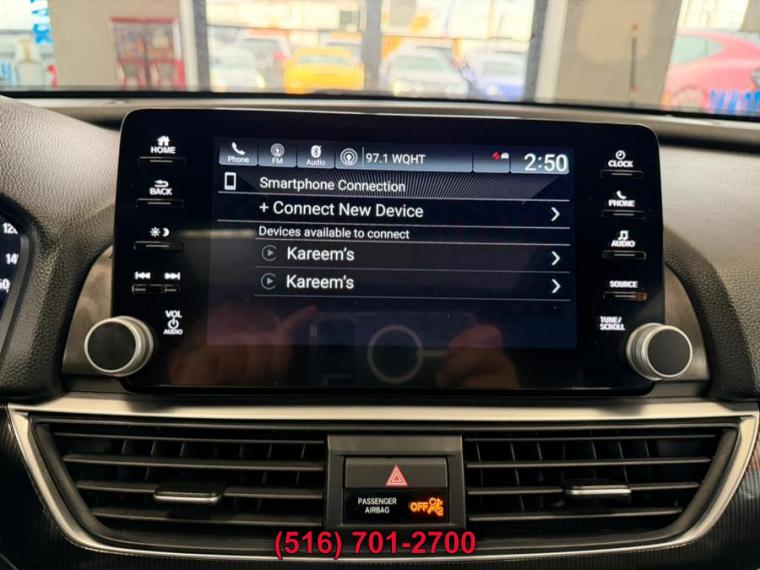 HOME
BACK
VOL
AUDIO
Phone
FM
Audio
97.1 WQHT
2:50
Smartphone Connection
+ Connect New Device
Devices available to connect
Kareem's
Kareem's
CLOCK
PHONE
AUDIO
SOURCE
TUNE/
SCROLL
PASSENGER
AIRBAG
OFF
(516) 701-2700